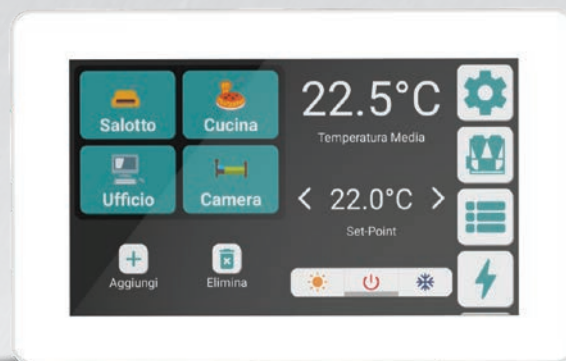 Salotto
Cucina
Ufficio
Camera
Aggiungi
Elimina
22.5°C
Temperatura Media
< 22.0°C >
Set-Point